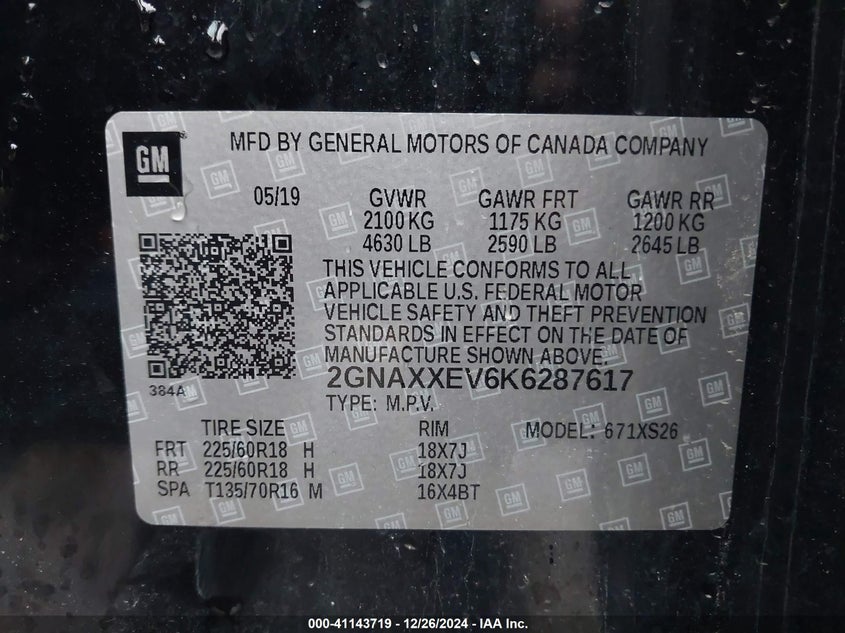 GM
MFD BY GENERAL MOTORS OF CANADA COMPANY
05/19 GVWR GAWR FRT GAWR RR
2100 KG 1175 KG 1200 KG
4630 LB 2590 LB 2645 LB
THIS VEHICLE CONFORMS TO ALL
APPLICABLE U.S. FEDERAL MOTOR
VEHICLE SAFETY AND THEFT PREVENTION
STANDARDS IN EFFECT ON THE DATE OF
MANUFACTURE SHOWN ABOVE:
384A 2GNAXXEV6K6287617
TYPE: M.P.V.
TIRE SIZE RIM MODEL: 671XS26
FRT 225/60R18 H 18X7J
RR 225/60R18 H 18X7J
SPA T135/70R16 M 16X4BT
000-41143719 - 12/26/2024 - IAA Inc.